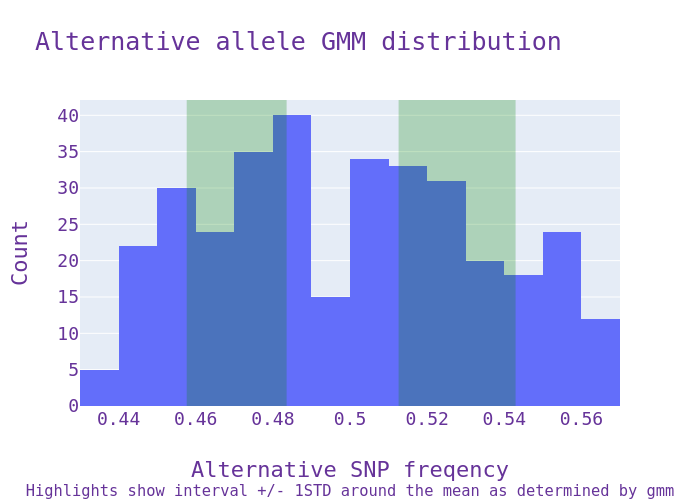 Alternative allele GMM distribution
40
35
30
25
20
15
10
5
0
Count
0.44 0.46 0.48 0.5 0.52 0.54 0.56
Alternative SNP freqency
Highlights show interval +/- 1STD around the mean as determined by gmm